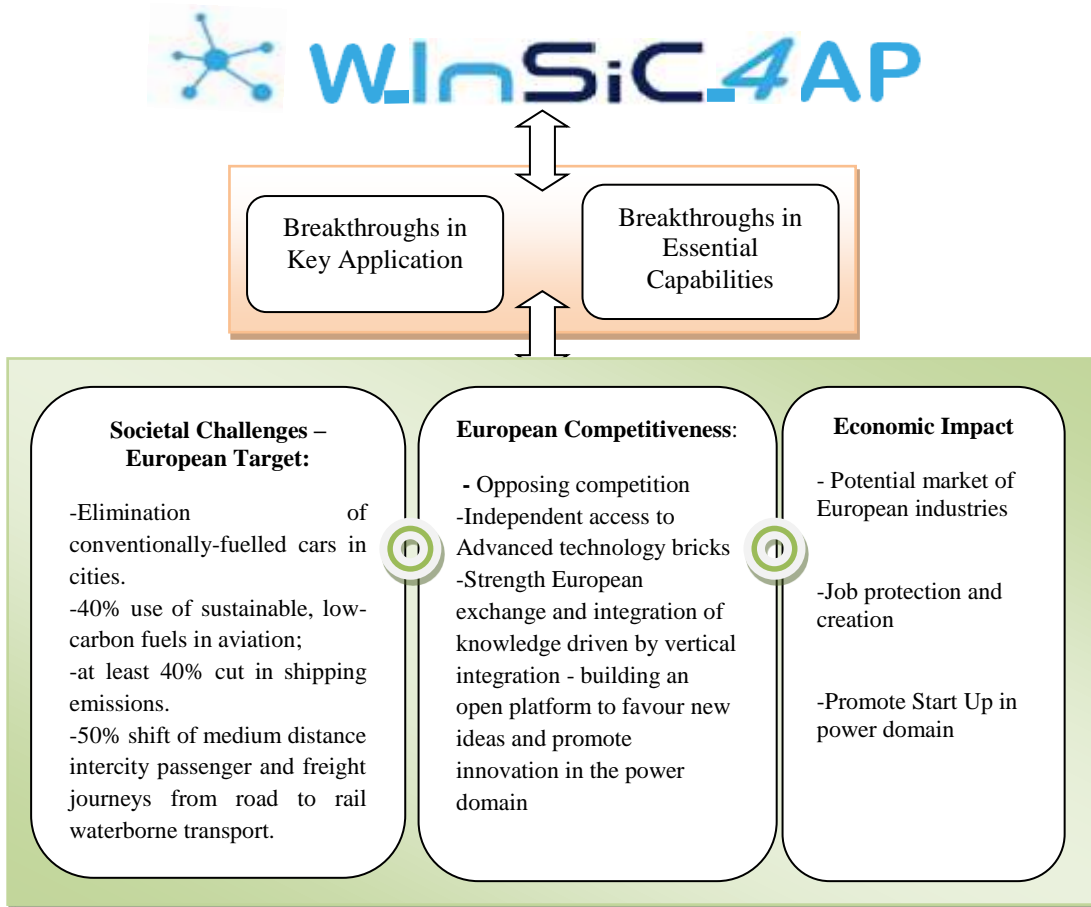 W_InSiC_4AP
Breakthroughs in
Key Application
Breakthroughs in
Essential
Capabilities
Societal Challenges –
European Target:
-Elimination of
conventionally-fuelled cars in
cities.
-40% use of sustainable, low-
carbon fuels in aviation;
-at least 40% cut in shipping
emissions.
-50% shift of medium distance
intercity passenger and freight
journeys from road to rail
waterborne transport.
European Competitiveness:
- Opposing competition
-Independent access to
Advanced technology bricks
-Strength European
exchange and integration of
knowledge driven by vertical
integration - building an
open platform to favour new
ideas and promote
innovation in the power
domain
Economic Impact
- Potential market of
European industries
-Job protection and
creation
-Promote Start Up in
power domain